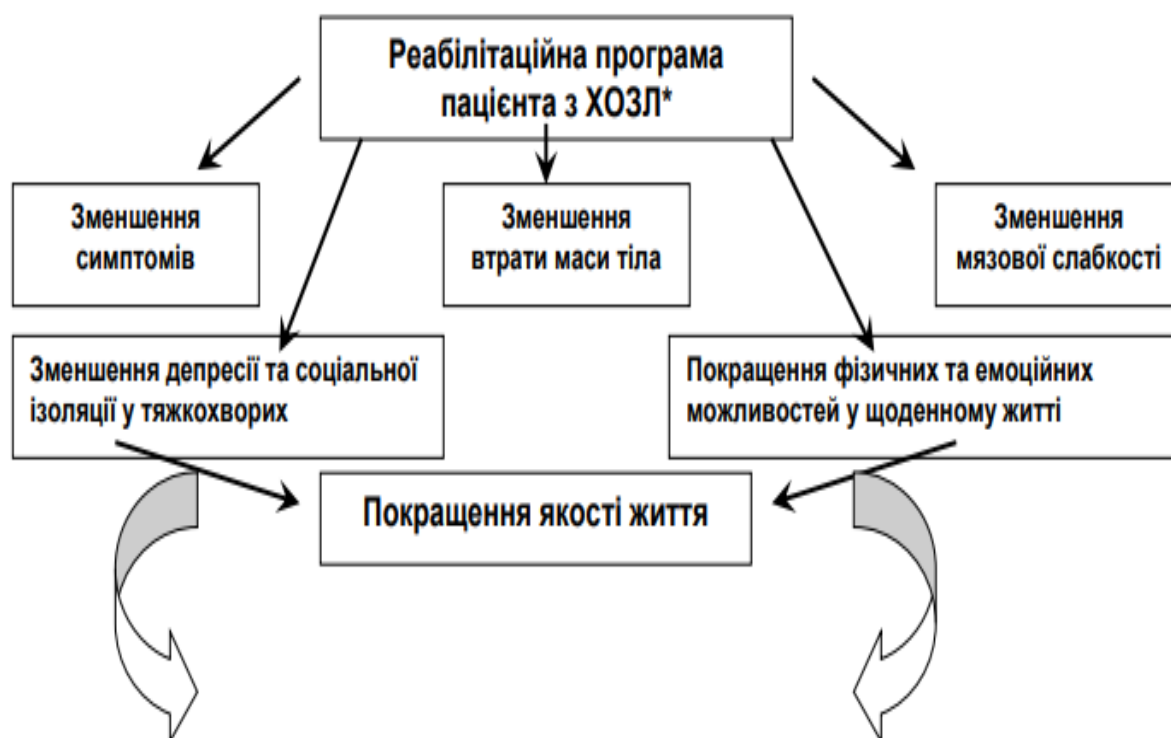 Реабілітаційна програма
пацієнта з ХОЗЛ*
Зменшення
симптомів
Зменшення
втрати маси тіла
Зменшення
мязової слабкості
Зменшення депресії та соціальної
ізоляції у тяжкохворих
Покращення фізичних та емоційних
можливостей у щоденному житті
Покращення якості життя